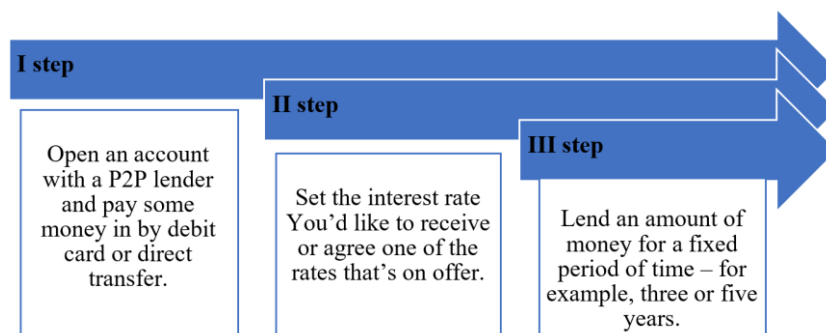 I step
Open an account
with a P2P lender
and pay some
money in by debit
card or direct
transfer.
II step
Set the interest rate
You’d like to receive
or agree one of the
rates that’s on offer.
III step
Lend an amount of
money for a fixed
period of time – for
example, three or five
years.